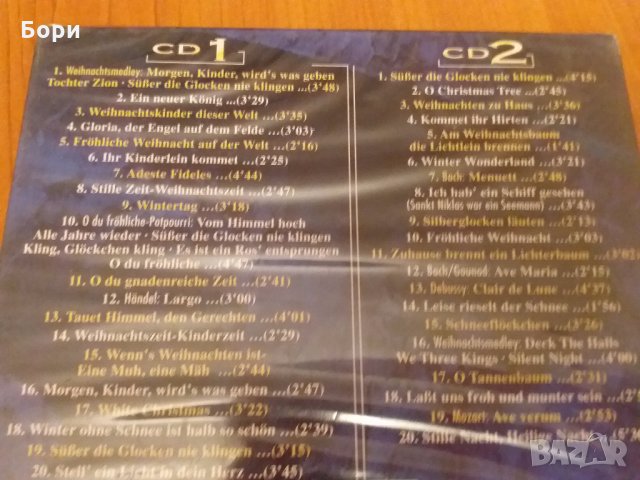 Бори
CD 1
1. Weihnachtsmedley: Morgen, Kinder, wird's was geben
Tochter Zion · Süßer die Glocken nie klingen ...(3'48)
2. Ein neuer König ...(3'29)
3. Weihnachtskinder dieser Welt ...(3'35)
4. Gloria, der Engel auf dem Felde ...(3'03)
5. Fröhliche Weihnacht auf der Welt ...(2'16)
6. Ihr Kinderlein kommet ...(2'25)
7. Adeste Fideles ...(4'44)
8. Stille Zeit-Weihnachtszeit ...(2'47)
9. Wintertag ...(3'18)
10. O du fröhliche-Potpourri: Vom Himmel hoch
Alle Jahre wieder · Süßer die Glocken nie klingen
Kling, Glöckchen kling · Es ist ein Ros' entsprungen
O du fröhliche ...(4'47)
11. O du gnadenreiche Zeit ...(2'41)
12. Händel: Largo ...(3'00)
13. Tauet Himmel, den Gerechten ...(4'01)
14. Weihnachtszeit-Kinderzeit ...(2'29)
15. Wenn's Weihnachten ist-
Eine Muh, eine Mäh ...(2'44)
16. Morgen, Kinder, wird's was geben ...(2'47)
17. White Christmas ...(3'22)
18. Winter ohne Schnee ist halb so schön ...(2'39)
19. Süßer die Glocken nie klingen ...(3'15)
20. Stell' ein Licht in dein Herz ...(3'45)
CD 2
1. Süßer die Glocken nie klingen ...(4'15)
2. O Christmas Tree ...(2'45)
3. Weihnachten zu Haus ...(3'36)
4. Kommet ihr Hirten ...(2'21)
5. Am Weihnachtsbaum
die Lichtlein brennen ...(1'41)
6. Winter Wonderland ...(3'21)
7. Bach: Menuett ...(2'48)
8. Ich hab' ein Schiff gesehen
(Sankt Niklas war ein Seemann) ...(3'43)
9. Silberglocken läuten ...(2'13)
10. Fröhliche Weihnacht ...(3'03)
11. Zuhause brennt ein Lichterbaum ...(3'02)
12. Bach/Gounod: Ave Maria ...(2'15)
13. Debussy: Clair de Lune ...(4'37)
14. Leise rieselt der Schnee ...(1'56)
15. Schneeflöckchen ...(3'26)
16. Weihnachtsmedley: Deck The Halls
We Three Kings · Silent Night ...(4'00)
17. O Tannenbaum ...(2'31)
18. Laßt uns froh und munter sein ...(2'
19. Mozart: Ave verum ...(2'53)
20. Stille Nacht, Heilige Nacht ...(5'
BAZAR